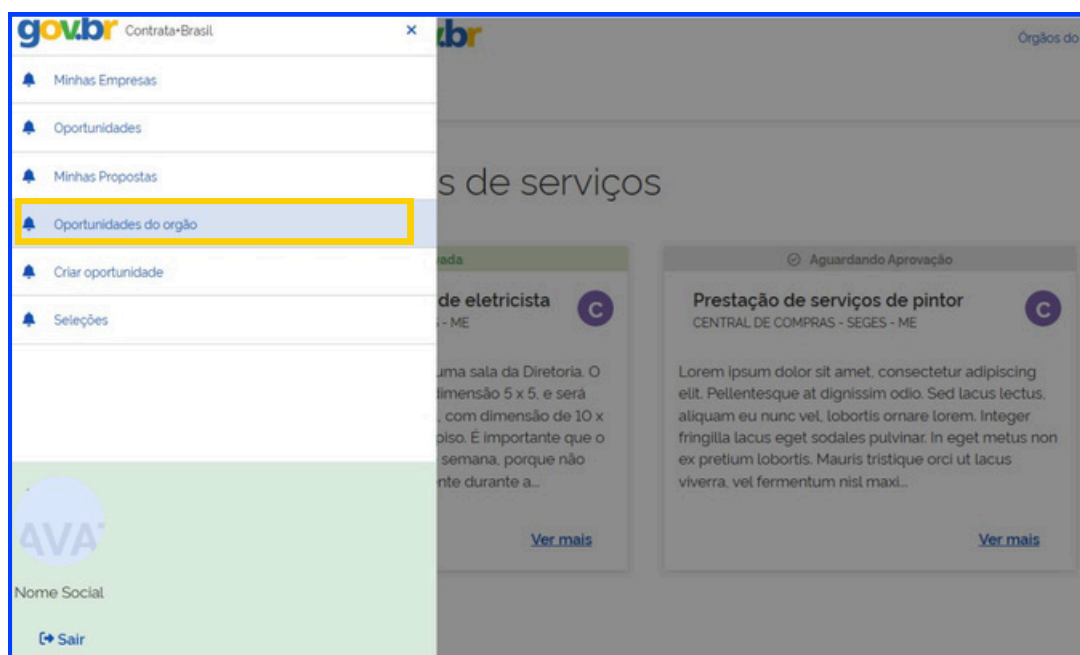 gov.br Contrata+Brasil
Minhas Empresas
Oportunidades
Minhas Propostas
Oportunidades do orgão
Criar oportunidade
Seleções
AVA
Nome Social
Sair
.br
Órgãos do
s de serviços
vada
de eletricista
- ME
uma sala da Diretoria. O
dimensão 5 x 5, e será
, com dimensão de 10 x
piso. É importante que o
semana, porque não
nte durante a...
Ver mais
Aguardando Aprovação
Prestação de serviços de pintor
C
CENTRAL DE COMPRAS - SEGES - ME
Lorem ipsum dolor sit amet, consectetur adipiscing
elit. Pellentesque at dignissim odio. Sed lacus lectus,
aliquam eu nunc vel, lobortis ornare lorem. Integer
fringilla lacus eget sodales pulvinar. In eget metus non
ex pretium lobortis. Mauris tristique orci ut lacus
viverra, vel fermentum nisl maxi...
Ver mais
C